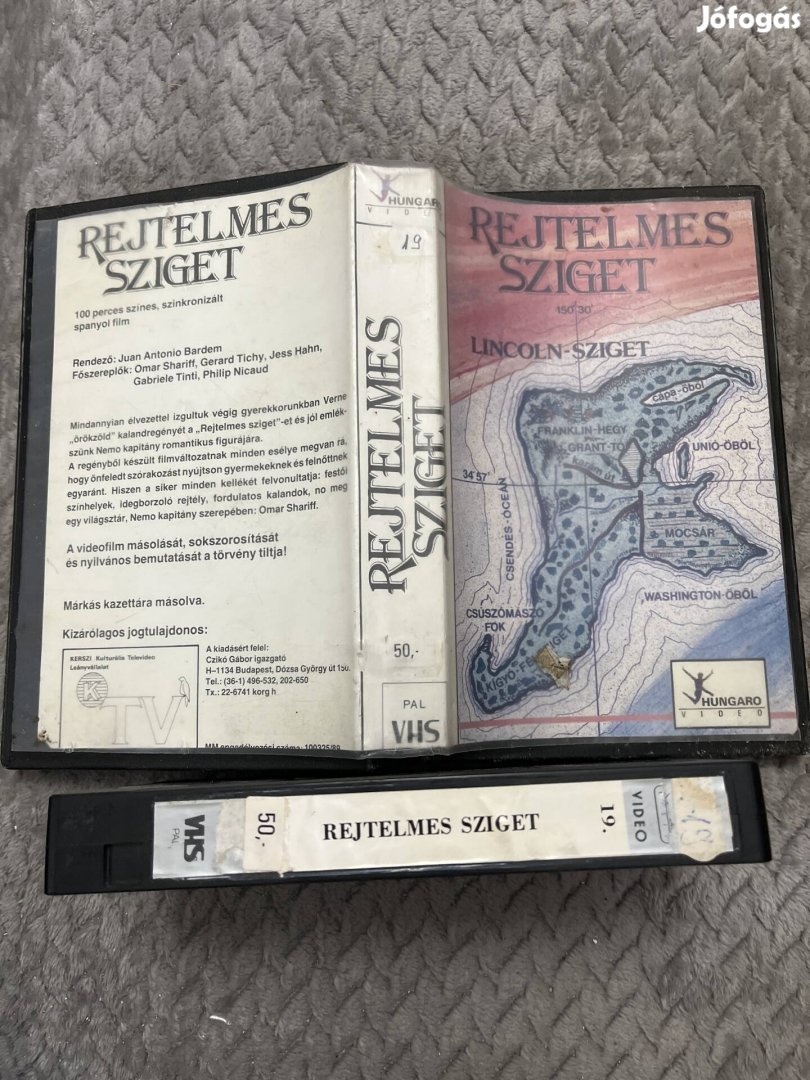 Jófogás
REJTELMES
SZIGET
100 perces színes, szinkronizált
spanyol film
Rendező: Juan Antonio Bardem
Főszereplők: Omar Shariff, Gerard Tichy, Jess Hahn,
Gabriele Tinti, Philip Nicaud
Mindannyian élvezettel izgultuk végig gyerekkorunkban Verne
„örökzöld" kalandregényét a „Rejtelmes sziget"-et és jól emlék-
szünk Nemo kapitány romantikus figurájára.
A regényből készült filmváltozatnak minden esélye megvan rá,
hogy önfeledt szórakozást nyújtson gyermekeknek és felnőttnek
egyaránt. Hiszen a siker minden kellékét felvonultatja: festői
színhelyek, idegborzoló rejtély, fordulatos kalandok, no meg
egy világsztár, Nemo kapitány szerepében: Omar Shariff.
A videofilm másolását, sokszorosítását
és nyilvános bemutatását a törvény tiltja!
Márkás kazettára másolva.
Kizárólagos jogtulajdonos:
KERSZI Kulturális Televideo
Leányvállalat
K
TV
A kiadásért felel:
Czikó Gábor igazgató
H–1134 Budapest, Dózsa György út 150.
Tel.: (36-1) 496-532, 202-650
Tx.: 22-6741 korg h
MM engedélyezési száma: 100325/89
HUNGAR
VIDEO
19
REJTELMES
SZIGET
50,-
PAL
VHS
REJTELMES
SZIGET
150°30'
LINCOLN-SZIGET
cápa-öböl
FRANKLIN-HEGY
GRANT-TÓ
UNIÓ-ÖBÖL
34°57'
CSENDES-ÓCEÁN
MOCSÁR
WASHINGTON-ÖBÖL
CSÚSZÓMÁSZÓ
FOK
HUNGARO
VIDEO
VHS
PAL
50,-
REJTELMES SZIGET
19.
VIDEO